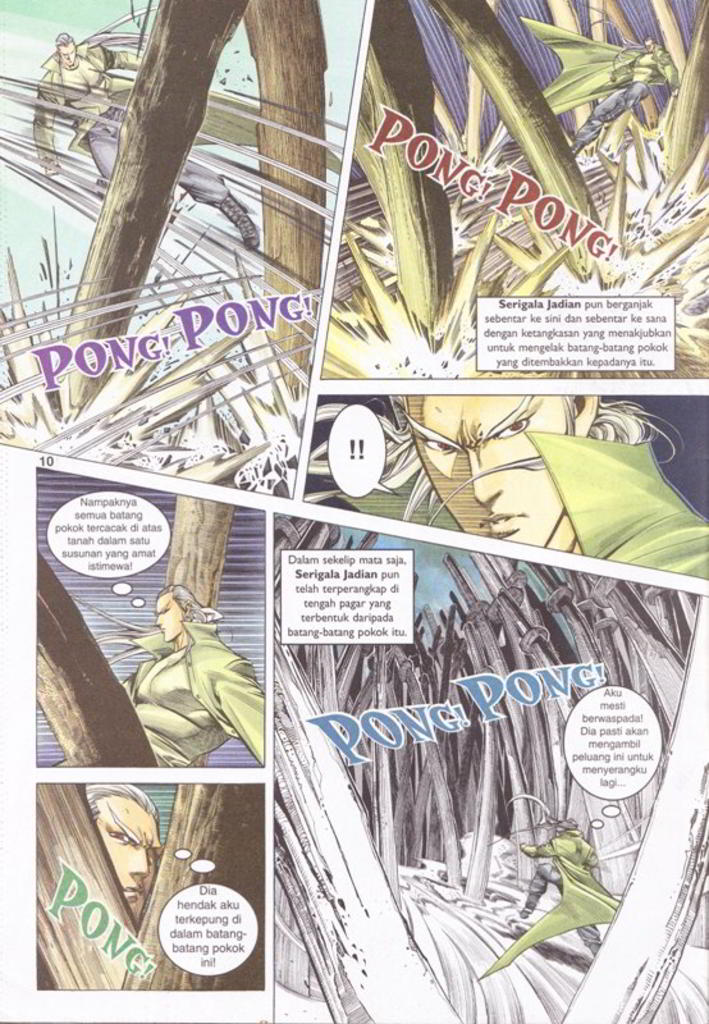 PONG! PONG!
PONG! PONG!
Serigala Jadian pun berganjak
sebentar ke sini dan sebentar ke sana
dengan ketangkasan yang menakjubkan
untuk mengelak batang-batang pokok
yang ditembakkan kepadanya itu.
!!
10
Nampaknya
semua batang
pokok tercacak di atas
tanah dalam satu
susunan yang amat
istimewa!
PONG!
Dia
hendak aku
terkepung di
dalam batang-
batang pokok
ini!
Dalam sekelip mata saja,
Serigala Jadian pun
telah terperangkap di
tengah pagar yang
terbentuk daripada
batang-batang pokok itu.
PONG! PONG!
Aku
mesti
berwaspada!
Dia pasti akan
mengambil
peluang ini untuk
menyerangku
lagi...